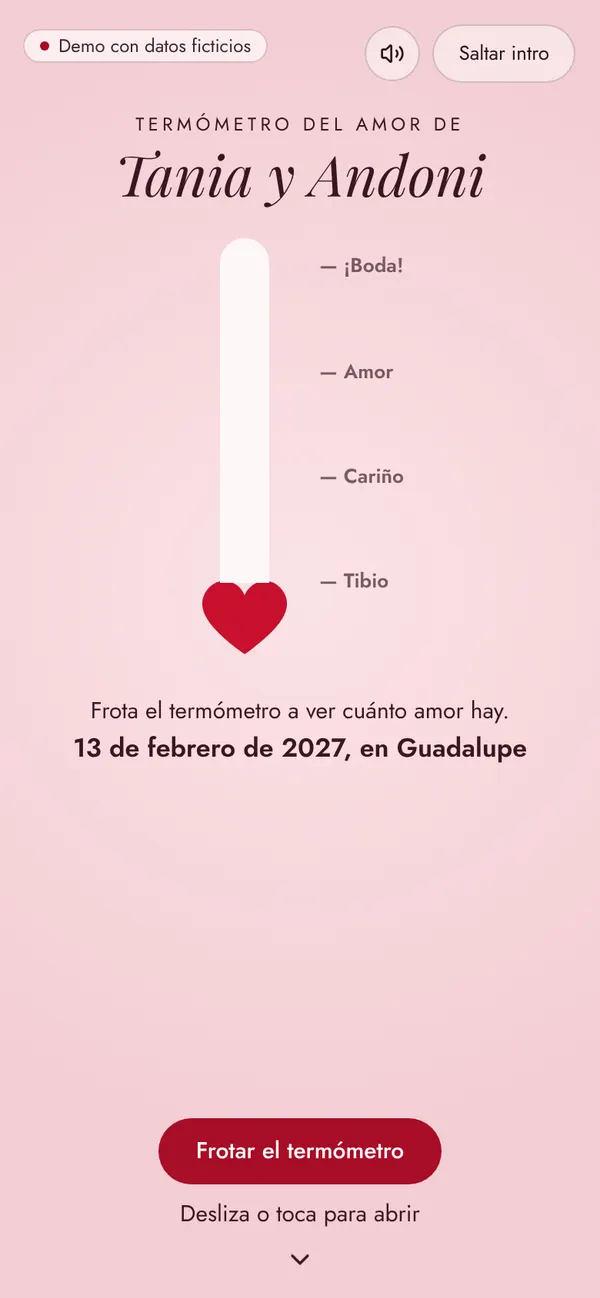 Demo con datos ficticios
Saltar intro
TERMÓMETRO DEL AMOR DE
Tania y Andoni
— ¡Boda!
— Amor
— Cariño
— Tibio
Frota el termómetro a ver cuánto amor hay.
13 de febrero de 2027, en Guadalupe
Frotar el termómetro
Desliza o toca para abrir